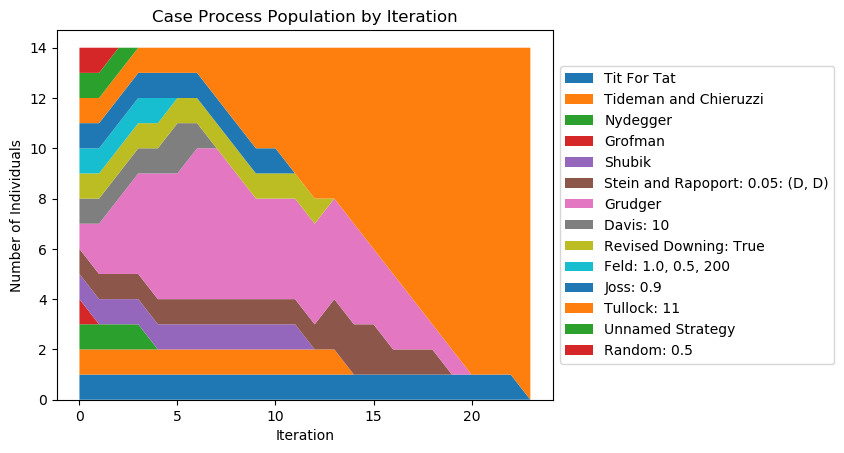 Case Process Population by Iteration
Number of Individuals
14
12
10
8
6
4
2
0
0 5 10 15 20
Iteration
Tit For Tat
Tideman and Chieruzzi
Nydegger
Grofman
Shubik
Stein and Rapoport: 0.05: (D, D)
Grudger
Davis: 10
Revised Downing: True
Feld: 1.0, 0.5, 200
Joss: 0.9
Tullock: 11
Unnamed Strategy
Random: 0.5